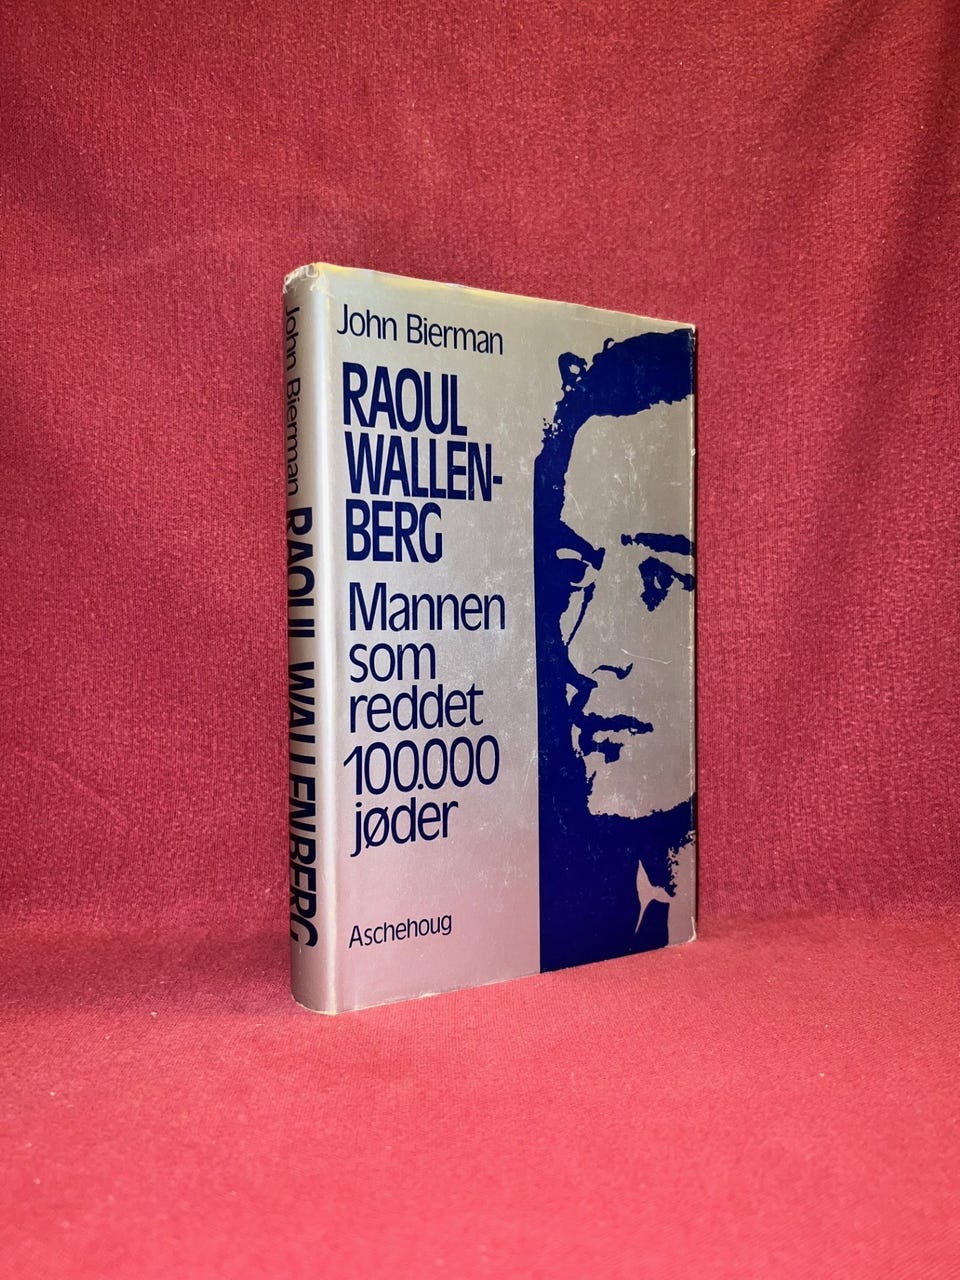 John Bierman
RAOUL
WALLEN-
BERG
Mannen
som
reddet
100.000
jøder
Aschehoug
John Bierman RAOUL WALLENBERG